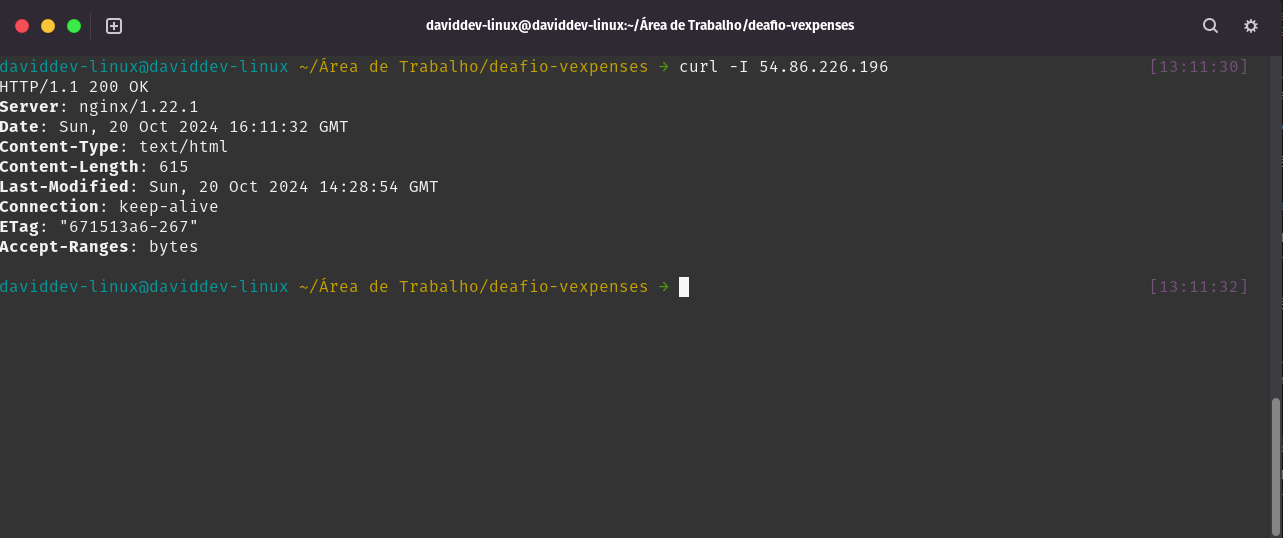 daviddev-linux@daviddev-linux:~/Área de Trabalho/deafio-vexpenses
daviddev-linux@daviddev-linux ~/Área de Trabalho/deafio-vexpenses → curl -I 54.86.226.196 [13:11:30]
HTTP/1.1 200 OK
Server: nginx/1.22.1
Date: Sun, 20 Oct 2024 16:11:32 GMT
Content-Type: text/html
Content-Length: 615
Last-Modified: Sun, 20 Oct 2024 14:28:54 GMT
Connection: keep-alive
ETag: "671513a6-267"
Accept-Ranges: bytes
daviddev-linux@daviddev-linux ~/Área de Trabalho/deafio-vexpenses → [13:11:32]